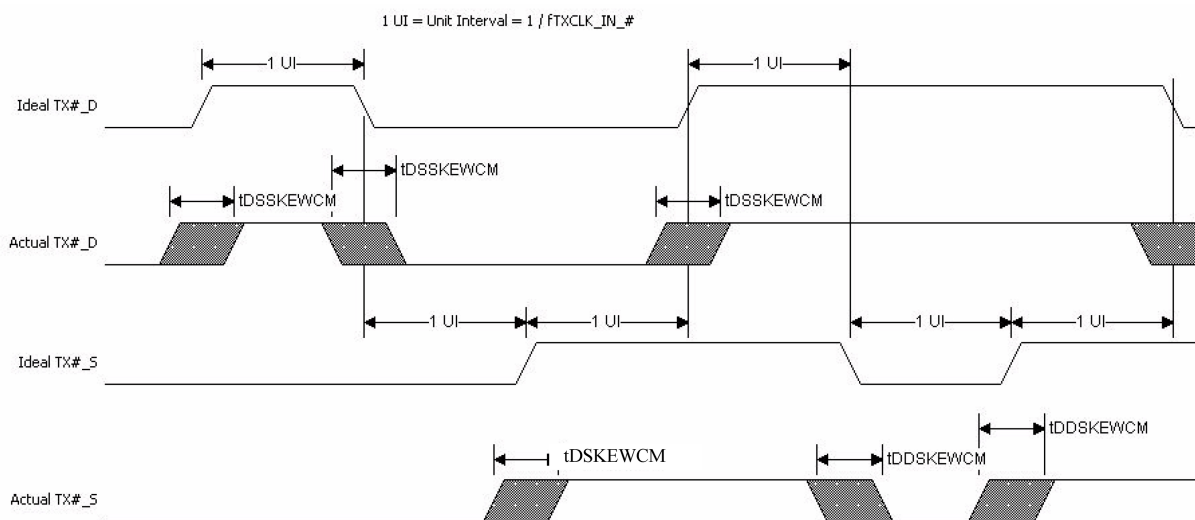 1 UI = Unit Interval = 1 / fTXCLK_IN_#
1 UI
1 UI
Ideal TX#_D
tDSSKEWCM
tDSSKEWCM
tDSSKEWCM
Actual TX#_D
1 UI
1 UI
1 UI
1 UI
Ideal TX#_S
tDDSKEWCM
tDSKEWCM
tDDSKEWCM
Actual TX#_S